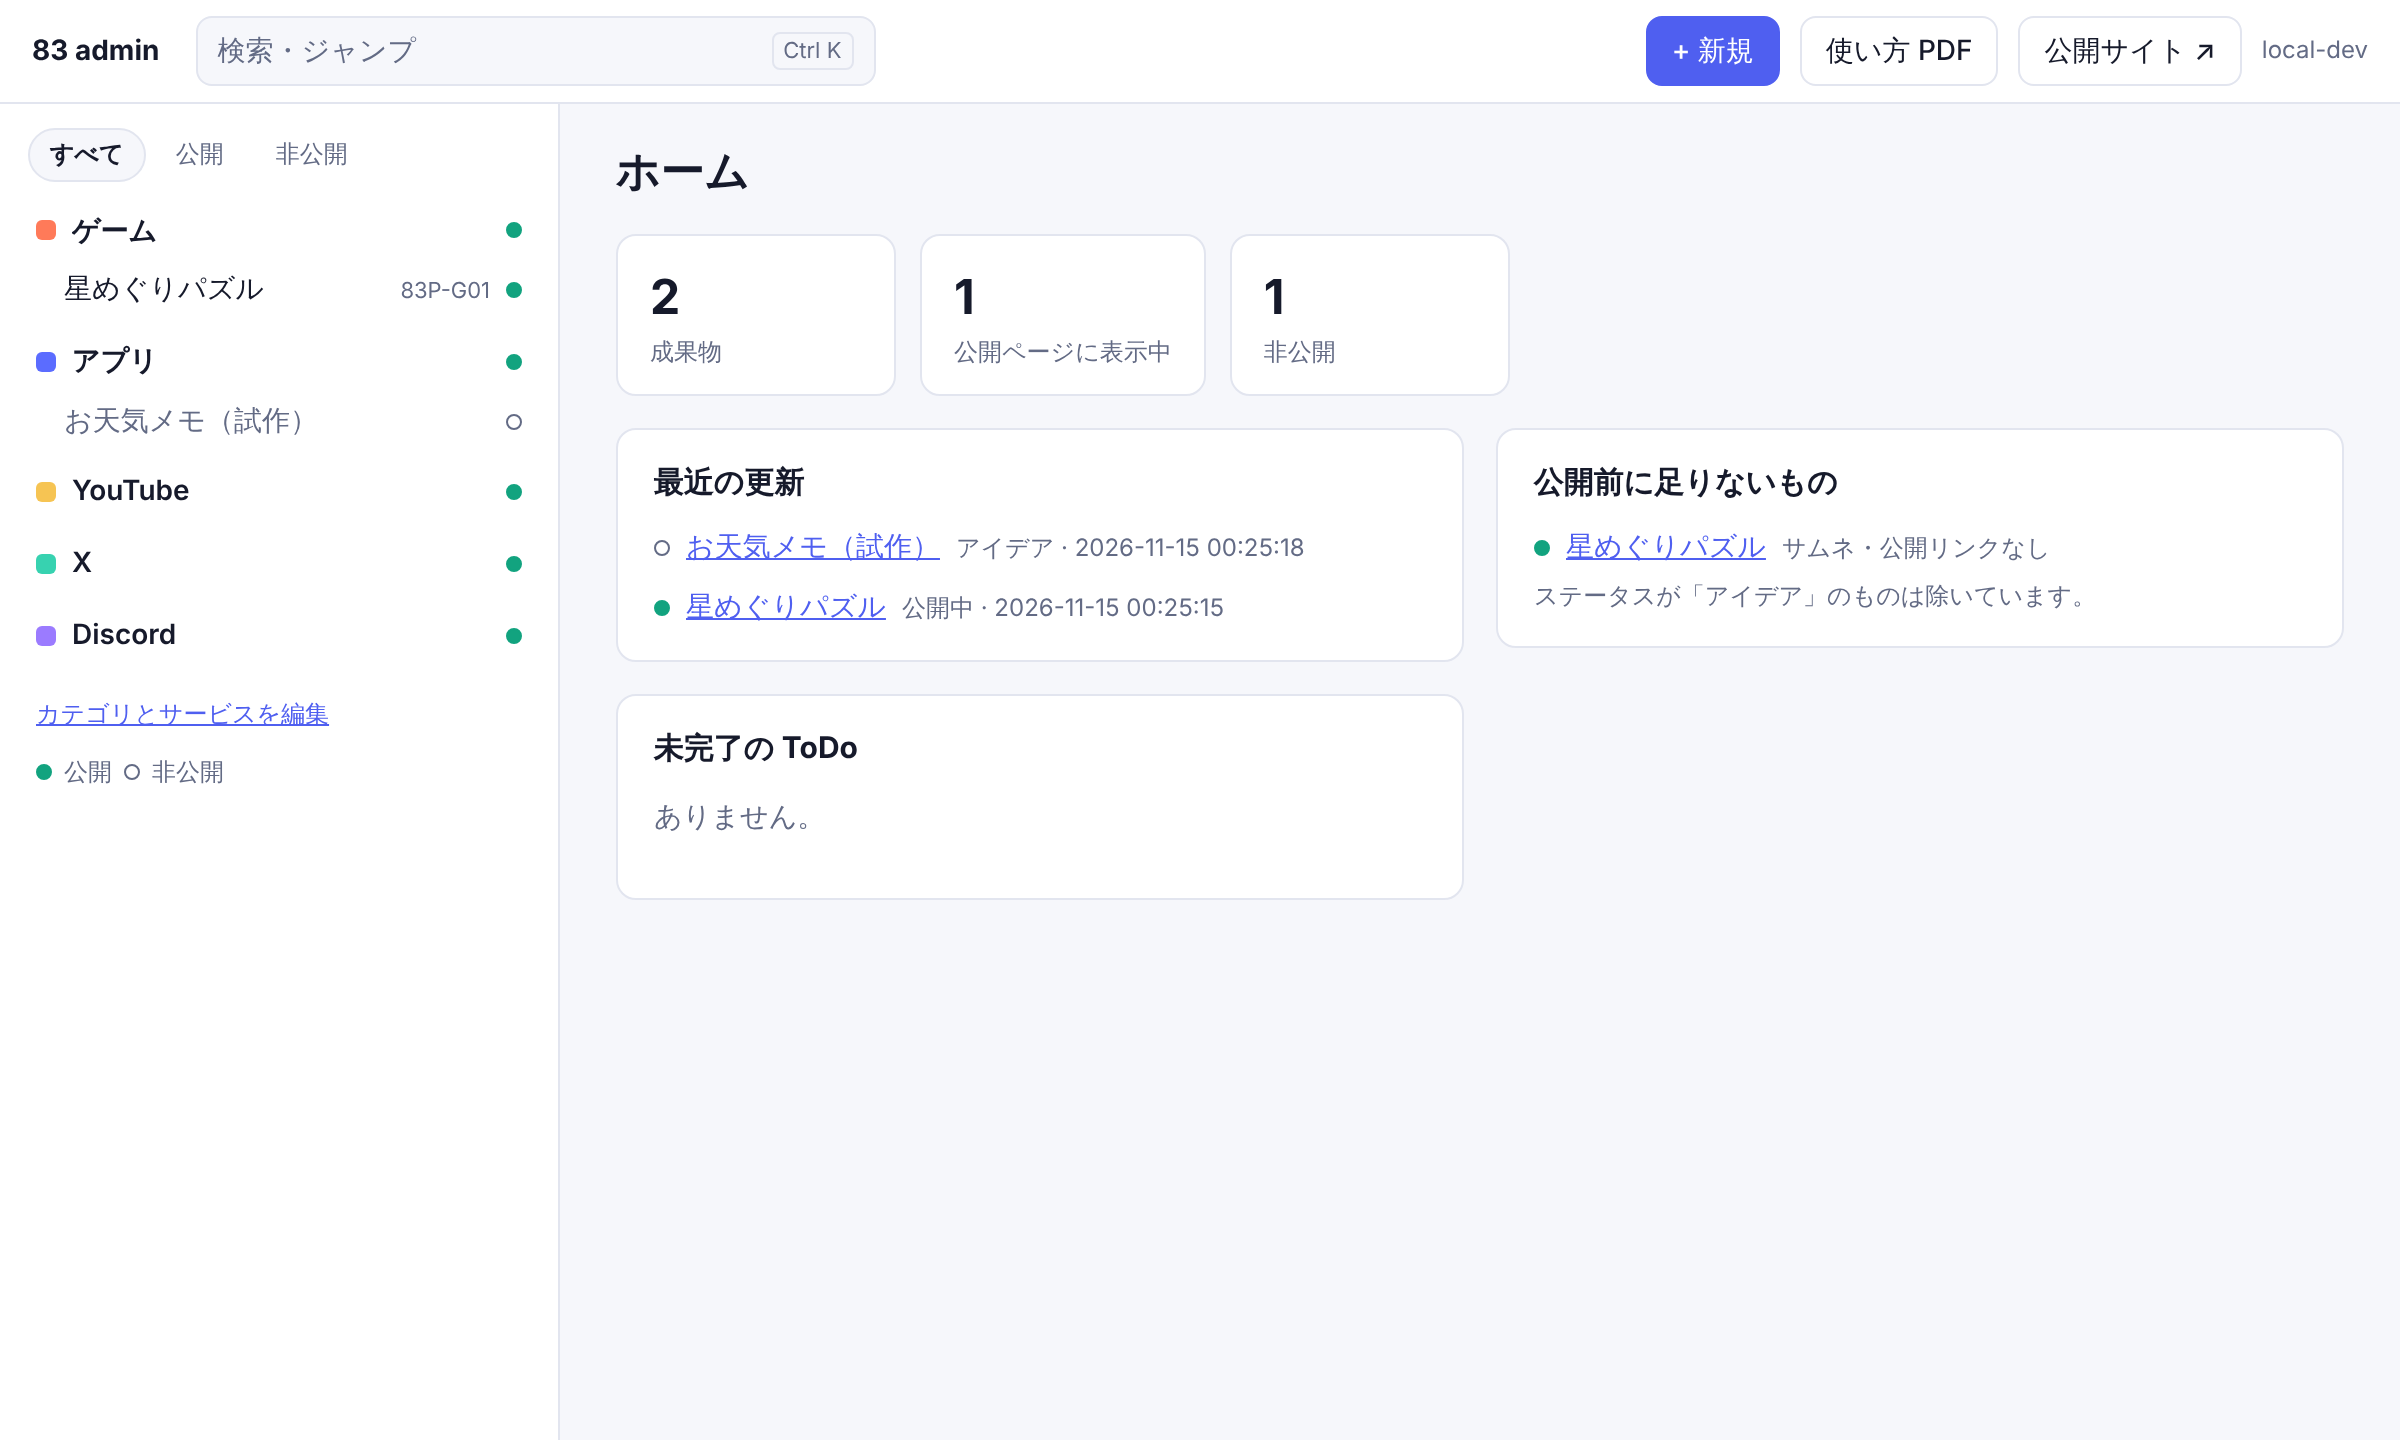 83 admin
検索・ジャンプ
Ctrl K
+ 新規
使い方 PDF
公開サイト ↗
local-dev
すべて
公開
非公開
ゲーム
星めぐりパズル 83P-G01
アプリ
お天気メモ（試作）
YouTube
X
Discord
カテゴリとサービスを編集
公開 非公開
ホーム
2
成果物
1
公開ページに表示中
1
非公開
最近の更新
お天気メモ（試作） アイデア · 2026-11-15 00:25:18
星めぐりパズル 公開中 · 2026-11-15 00:25:15
公開前に足りないもの
星めぐりパズル サムネ・公開リンクなし
ステータスが「アイデア」のものは除いています。
未完了の ToDo
ありません。